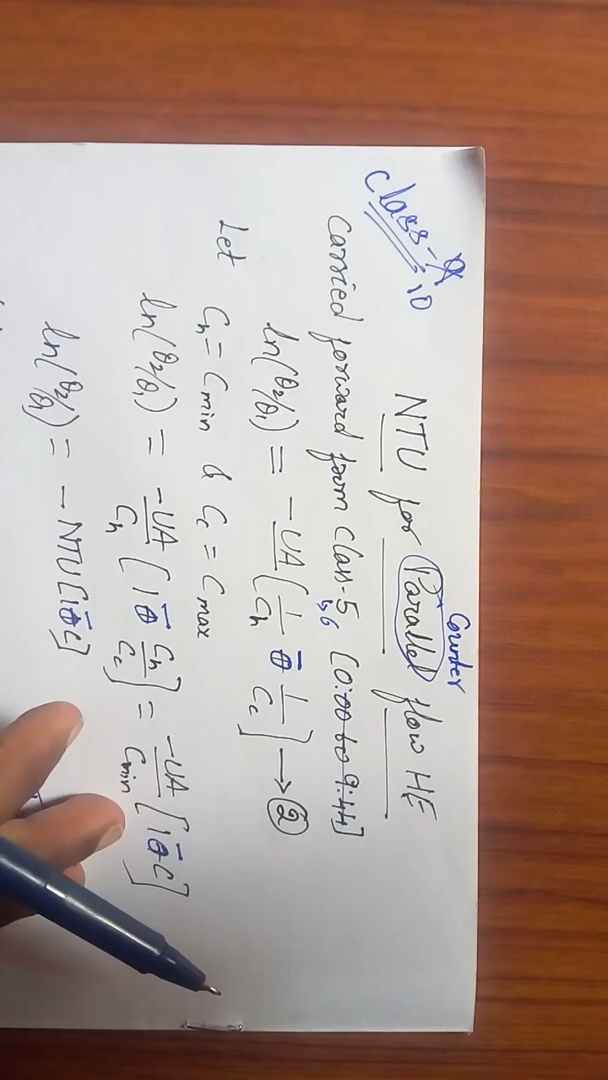 Class-10
NTU for Parallel flow HE
Counter
Carried forward from class-5,6 [0:00 to 9:44]
ln(θ₂/θ₁) = -UA [1/Ch - 1/Cc] → ②
Let Ch = Cmin & Cc = Cmax
ln(θ₂/θ₁) = -UA/Ch [1 - Ch/Cc] = -UA/Cmin [1 - C]
ln(θ₂/θ₁) = - NTU [1 - C]